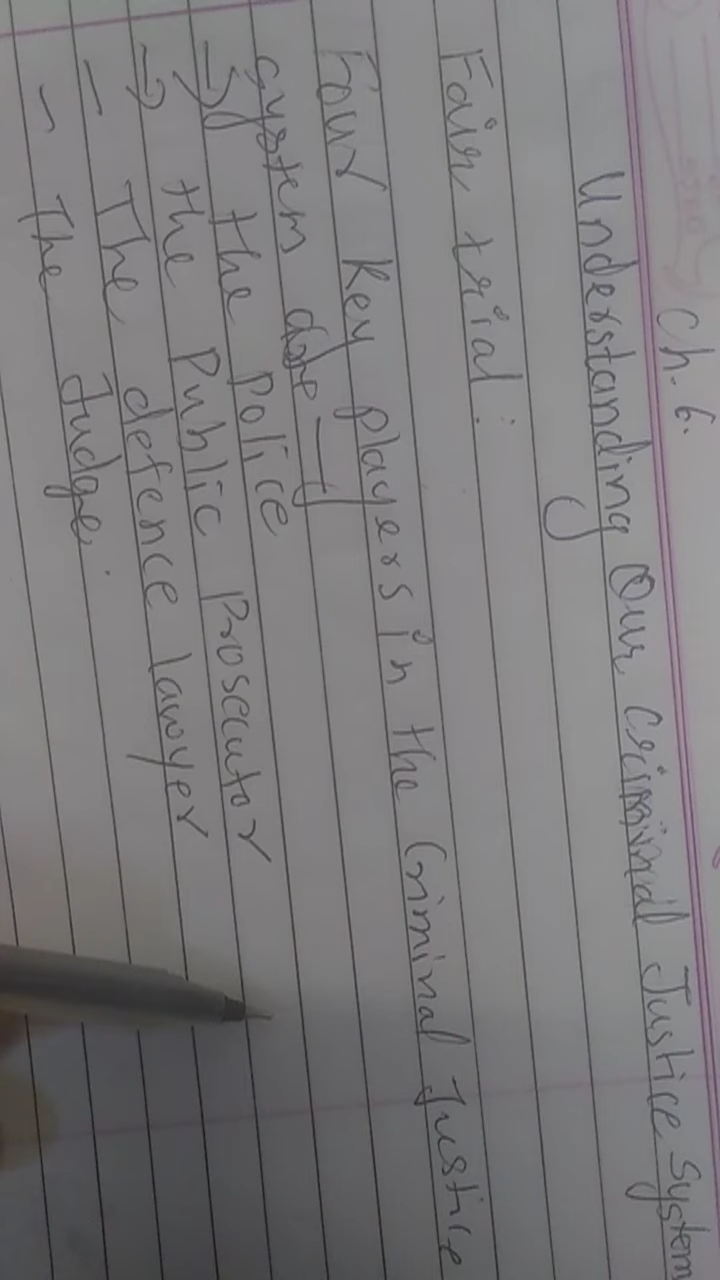 Ch-6.
Understanding Our Criminal Justice System
Fair trial:
Four Key players in the Criminal Justice
System are -
→ the Police
→ the Public Prosecutor
- The defence lawyer
- The Judge.